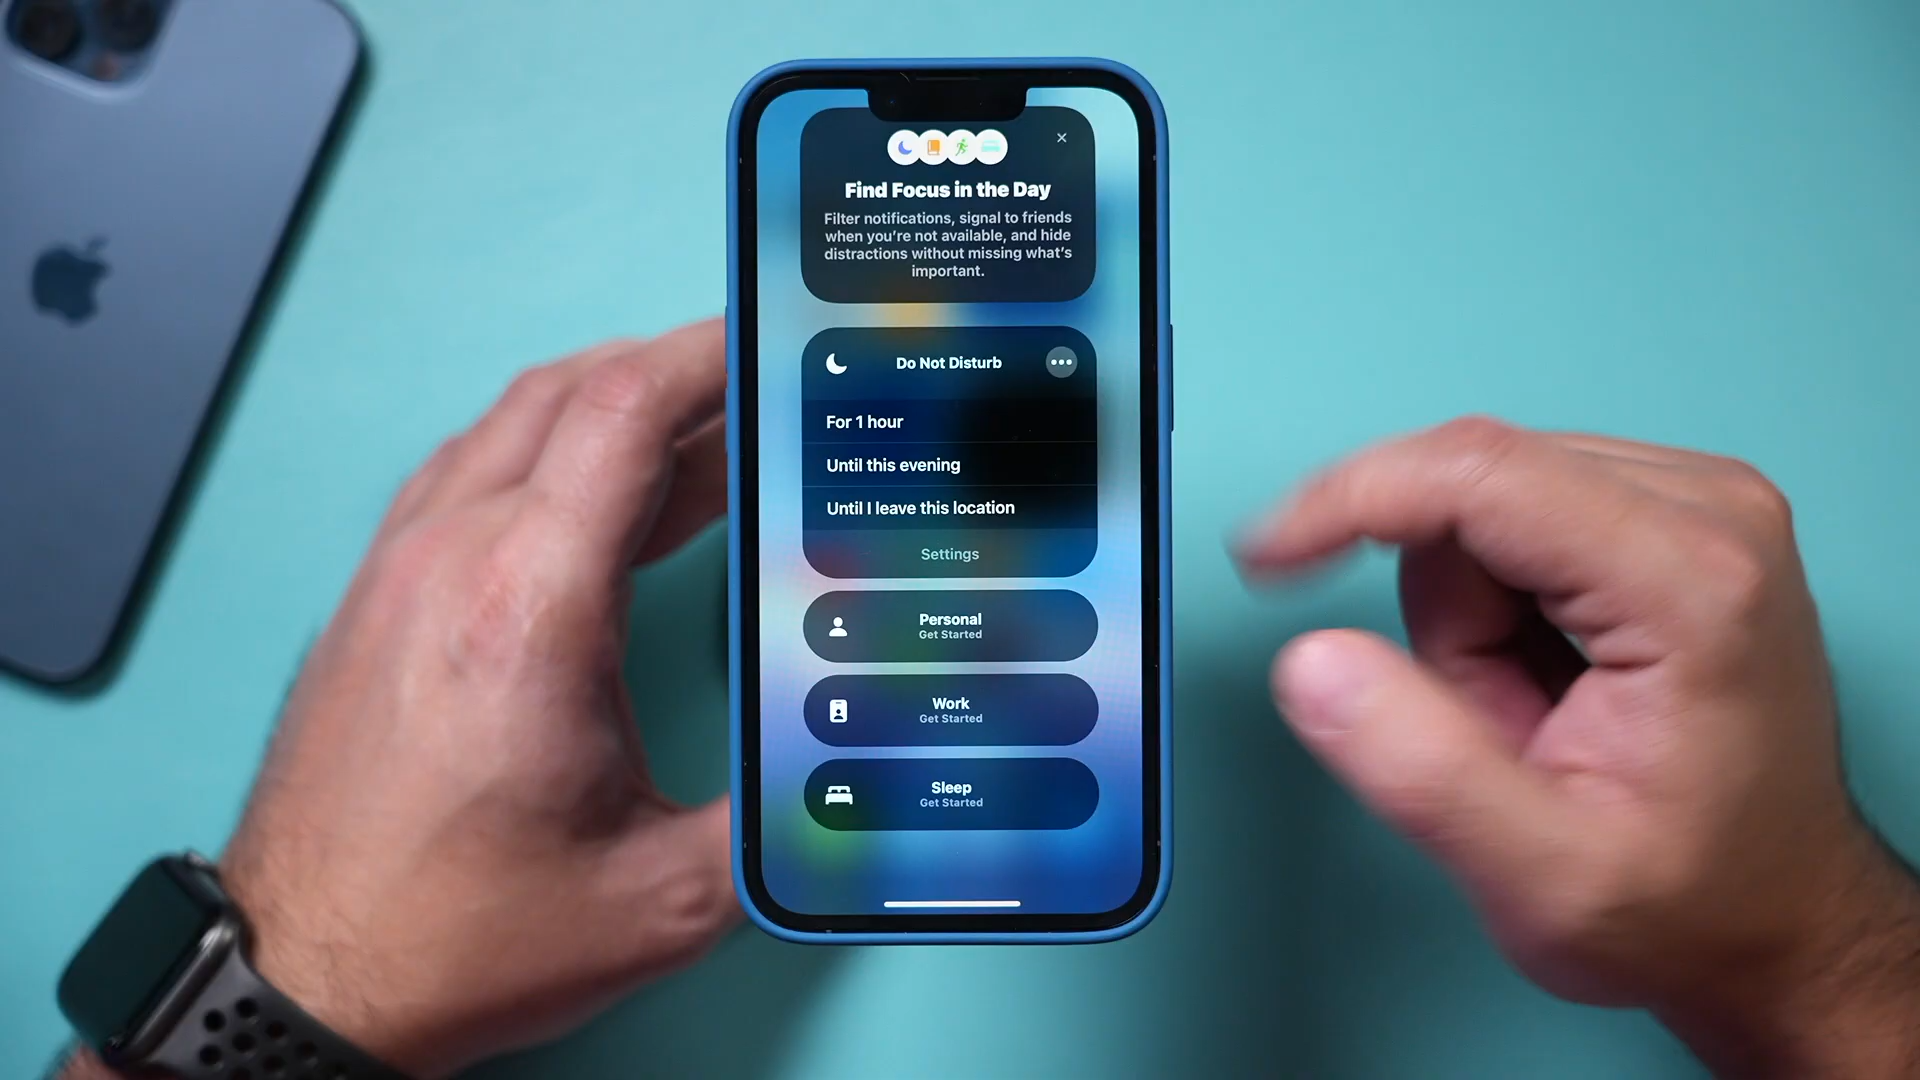 Find Focus in the Day
Filter notifications, signal to friends
when you're not available, and hide
distractions without missing what's
important.
Do Not Disturb
For 1 hour
Until this evening
Until I leave this location
Settings
Personal
Get Started
Work
Get Started
Sleep
Get Started